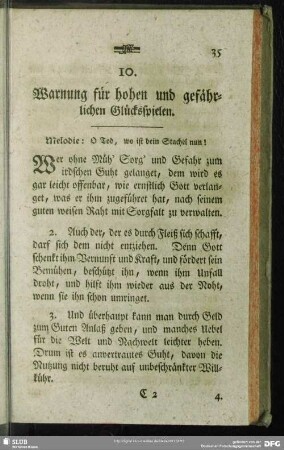 35
10.
Warnung für hohen und gefähr-
lichen Glücksspielen.
Melodie: O Tod, wo ist dein Stachel nun!
Wer ohne Müh' Sorg' und Gefahr zum
irdschen Guht gelanget, dem wird es
gar leicht offenbar, wie ernstlich Gott verlan-
get, was er ihm zugeführet hat, nach seinem
guten weisen Raht mit Sorgfalt zu verwalten.
2. Auch der, der es durch Fleiß sich schafft,
darf sich dem nicht entziehen. Denn Gott
schenkt ihm Vernunft und Kraft, und fördert sein
Bemühen, beschützt ihn, wenn ihm Unfall
droht, und hilft ihm wieder aus der Noht,
wenn sie ihn schon umringet.
3. Und überhaupt kann man durch Geld
zum Guten Anlaß geben, und manches Uebel
für die Welt und Nachwelt leichter heben.
Drum ist es anvertrautes Guht, davon die
Nutzung nicht beruht auf unbeschränkter Will-
kühr.
C 2
4.
SLUB
DFG